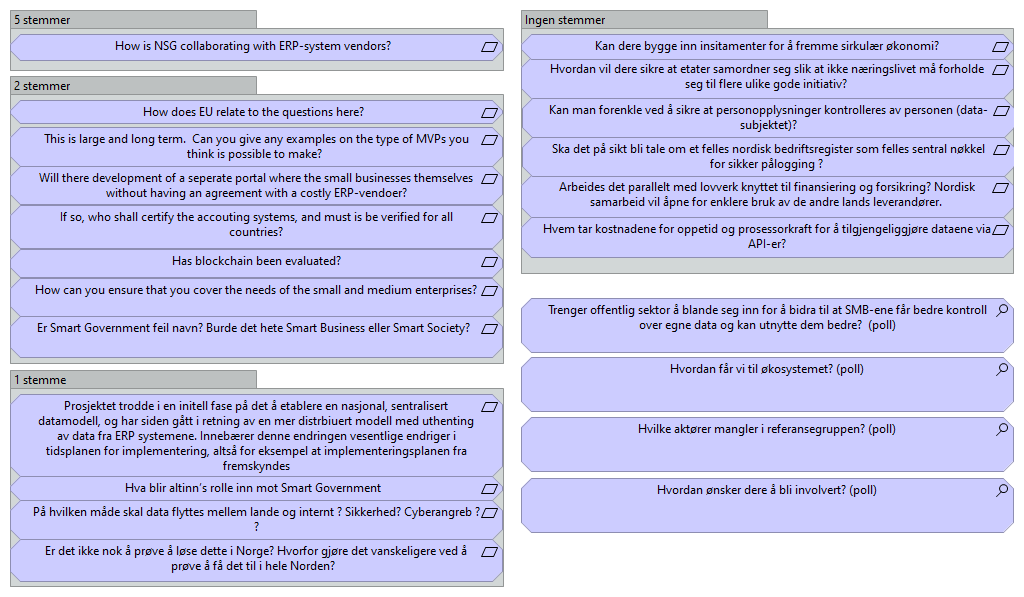 5 stemmer
How is NSG collaborating with ERP-system vendors?
2 stemmer
How does EU relate to the questions here?
This is large and long term.  Can you give any examples on the type of MVPs you
think is possible to make?
Will there development of a seperate portal where the small businesses themselves
without having an agreement with a costly ERP-vendoer?
If so, who shall certify the accouting systems, and must is be verified for all
countries?
Has blockchain been evaluated?
How can you ensure that you cover the needs of the small and medium enterprises?
Er Smart Government feil navn? Burde det hete Smart Business eller Smart Society?
1 stemme
Prosjektet trodde i en initell fase på det å etablere en nasjonal, sentralisert
datamodell, og har siden gått i retning av en mer distrbiuert modell med uthenting
av data fra ERP systemene. Innebærer denne endringen vesentlige endriger i
tidsplanen for implementering, altså for eksempel at implementeringsplanen fra
fremskyndes
Hva blir altinn's rolle inn mot Smart Government
På hvilken måde skal data flyttes mellem lande og internt ? Sikkerhed? Cyberangreb ?
?
Er det ikke nok å prøve å løse dette i Norge? Hvorfor gjøre det vanskeligere ved å
prøve å få det til i hele Norden?
Ingen stemmer
Kan dere bygge inn insitamenter for å fremme sirkulær økonomi?
Hvordan vil dere sikre at etater samordner seg slik at ikke næringslivet må forholde
seg til flere ulike gode initiativ?
Kan man forenkle ved å sikre at personopplysninger kontrolleres av personen (data-
subjektet)?
Ska det på sikt bli tale om et felles nordisk bedriftsregister som felles sentral nøkkel
for sikker pålogging ?
Arbeides det parallelt med lovverk knyttet til finansiering og forsikring? Nordisk
samarbeid vil åpne for enklere bruk av de andre lands leverandører.
Hvem tar kostnadene for oppetid og prosessorkraft for å tilgjengeliggjøre dataene via
API-er?
Trenger offentlig sektor å blande seg inn for å bidra til at SMB-ene får bedre kontroll
over egne data og kan utnytte dem bedre?  (poll)
Hvordan får vi til økosystemet? (poll)
Hvilke aktører mangler i referansegruppen? (poll)
Hvordan ønsker dere å bli involvert? (poll)